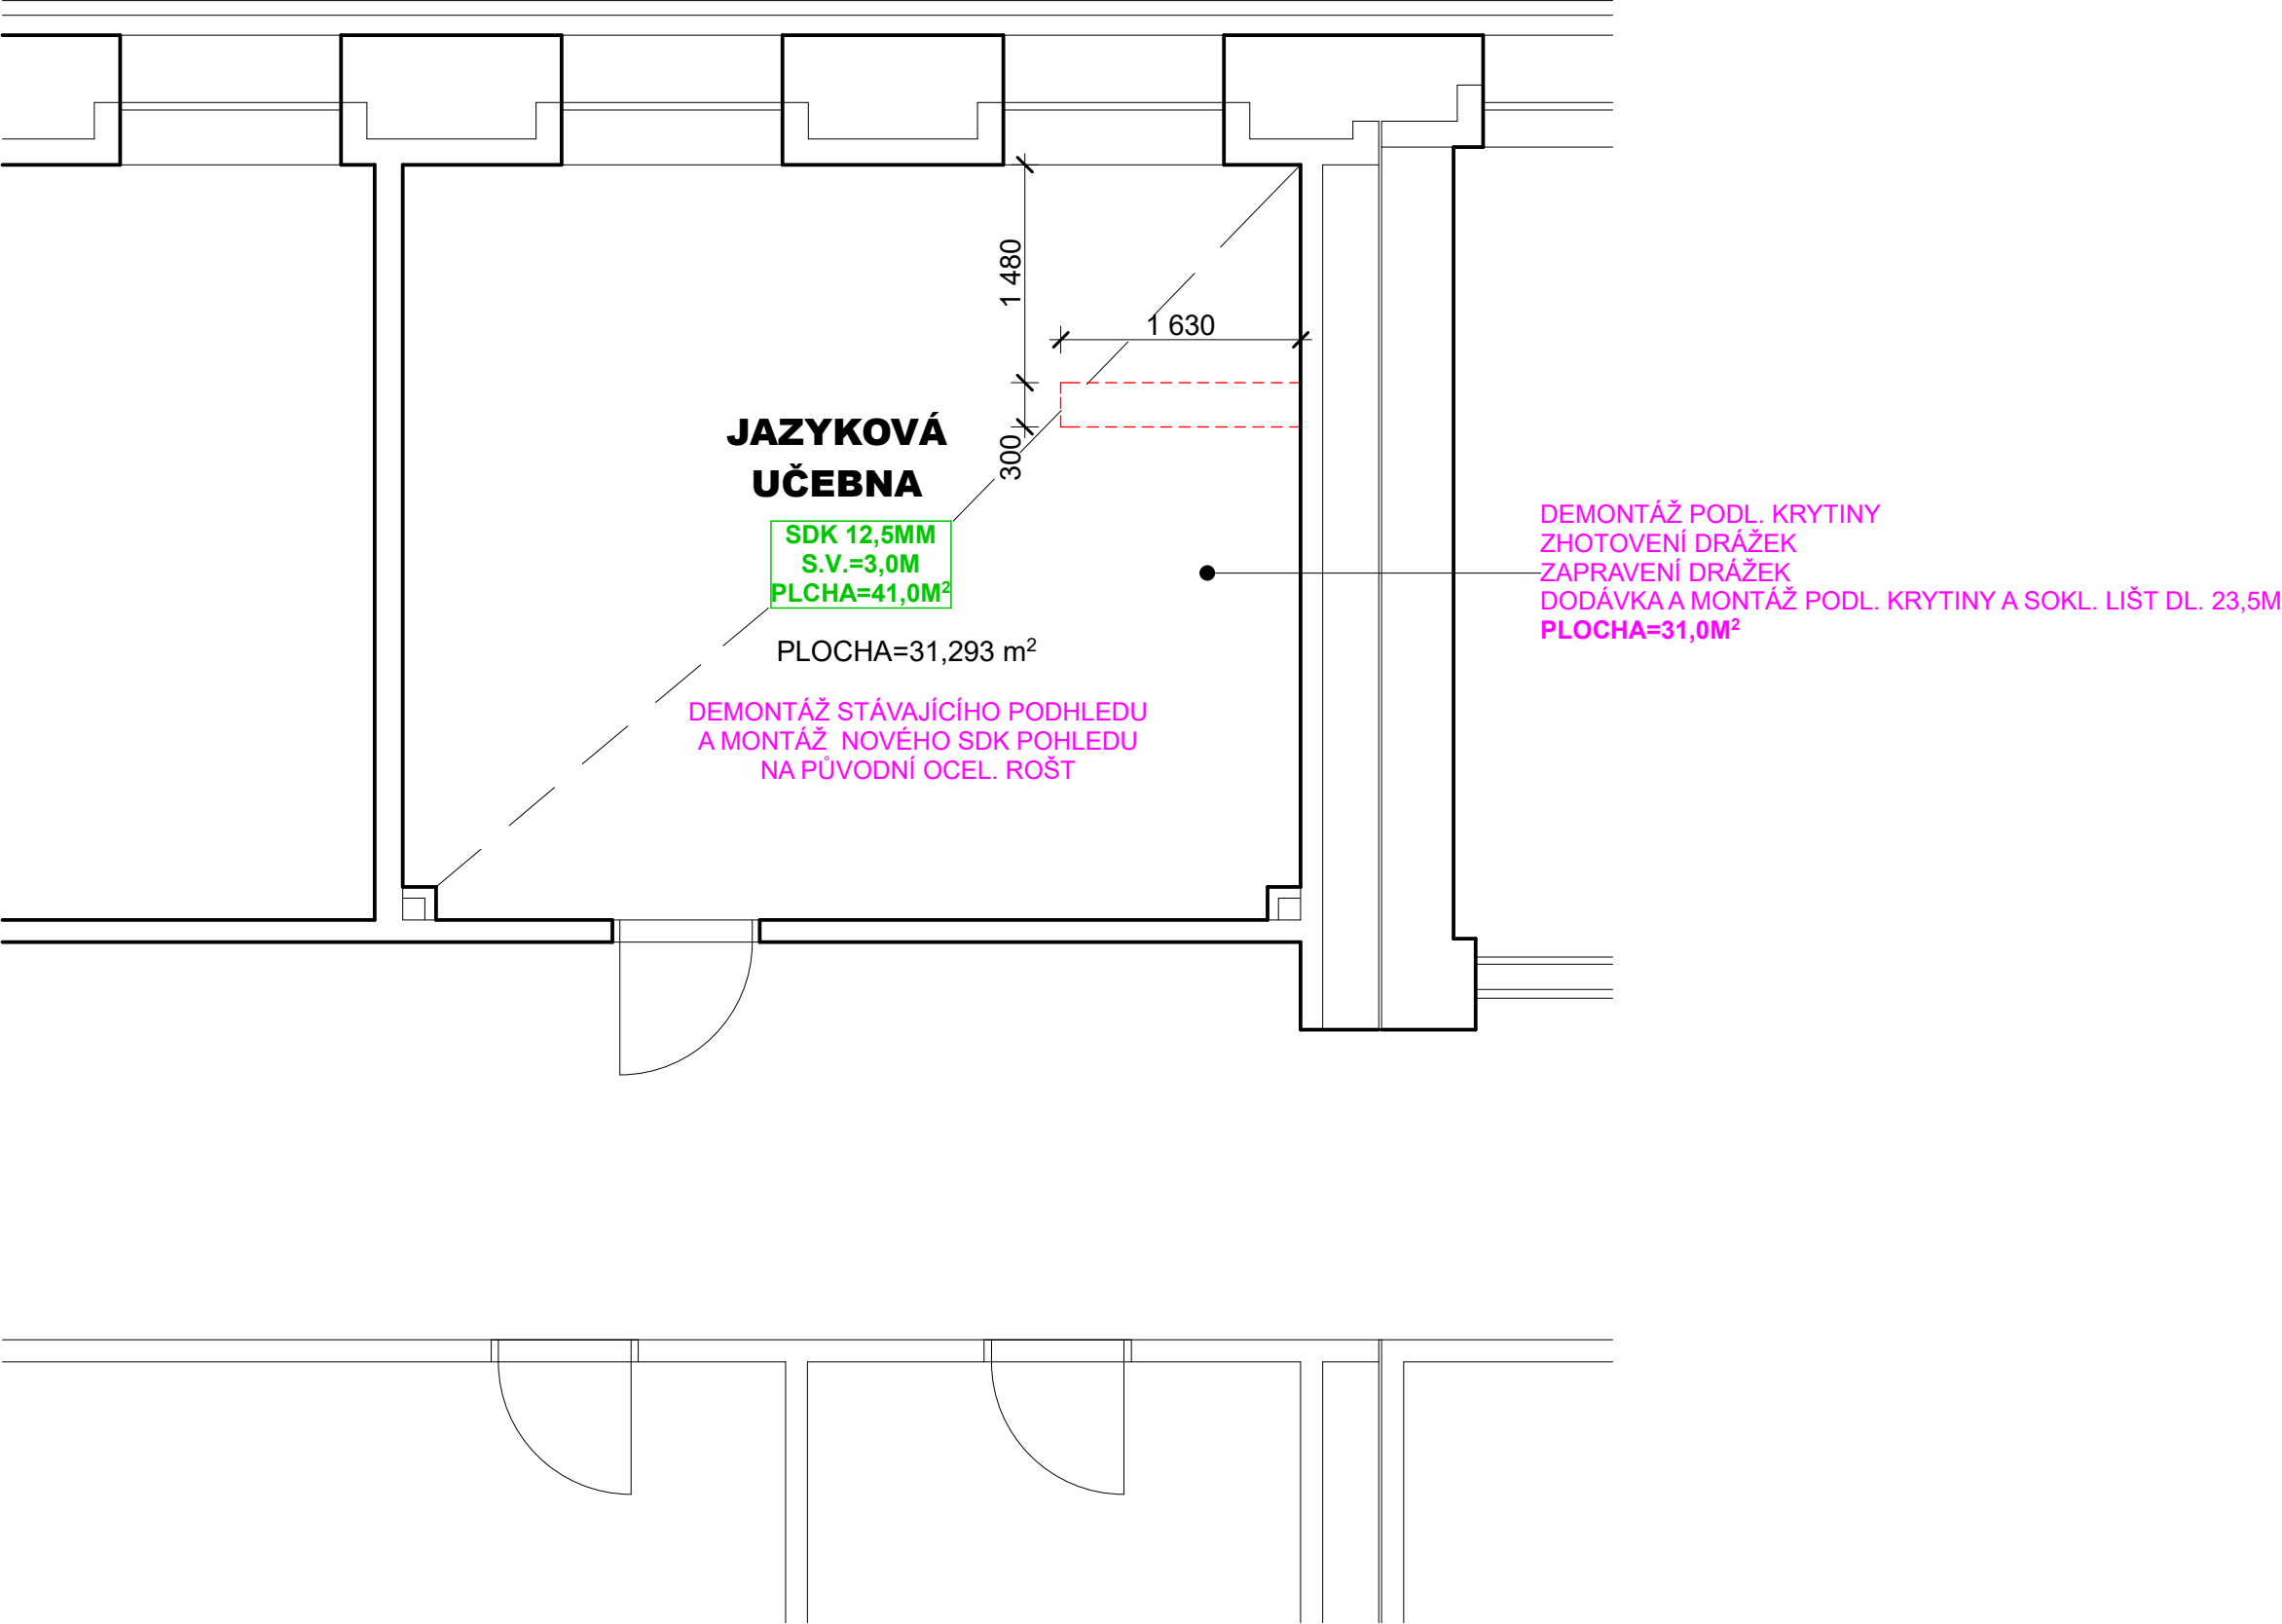 1 480
1 630
300
JAZYKOVÁ
UČEBNA
SDK 12,5MM
S.V.=3,0M
PLCHA=41,0M²
PLOCHA=31,293 m²
DEMONTÁŽ STÁVAJÍCÍHO PODHLEDU
A MONTÁŽ  NOVÉHO SDK POHLEDU
NA PŮVODNÍ OCEL. ROŠT
DEMONTÁŽ PODL. KRYTINY
ZHOTOVENÍ DRÁŽEK
ZAPRAVENÍ DRÁŽEK
DODÁVKA A MONTÁŽ PODL. KRYTINY A SOKL. LIŠT DL. 23,5M
PLOCHA=31,0M²